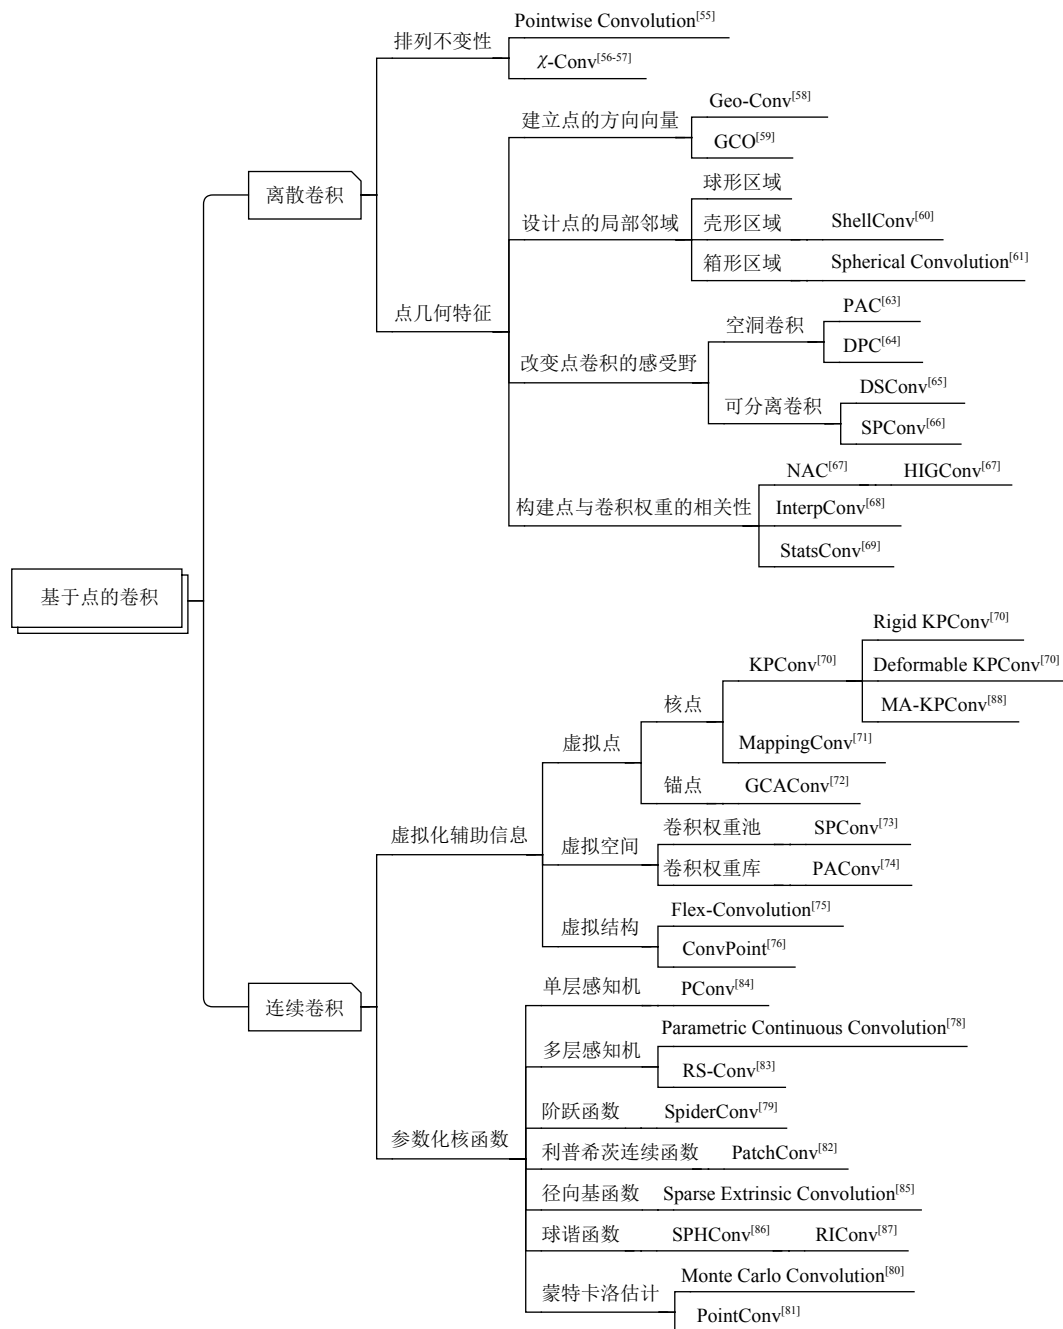 基于点的卷积
离散卷积
排列不变性
Pointwise Convolution[55]
χ-Conv[56-57]
点几何特征
建立点的方向向量
Geo-Conv[58]
GCO[59]
设计点的局部邻域
球形区域
壳形区域
ShellConv[60]
箱形区域
Spherical Convolution[61]
改变点卷积的感受野
空洞卷积
PAC[63]
DPC[64]
可分离卷积
DSConv[65]
SPConv[66]
构建点与卷积权重的相关性
NAC[67]
HIGConv[67]
InterpConv[68]
StatsConv[69]
连续卷积
虚拟化辅助信息
虚拟点
核点
KPConv[70]
Rigid KPConv[70]
Deformable KPConv[70]
MA-KPConv[88]
MappingConv[71]
锚点
GCAConv[72]
虚拟空间
卷积权重池
SPConv[73]
卷积权重库
PAConv[74]
虚拟结构
Flex-Convolution[75]
ConvPoint[76]
参数化核函数
单层感知机
PConv[84]
多层感知机
Parametric Continuous Convolution[78]
RS-Conv[83]
阶跃函数
SpiderConv[79]
利普希茨连续函数
PatchConv[82]
径向基函数
Sparse Extrinsic Convolution[85]
球谐函数
SPHConv[86]
RIConv[87]
蒙特卡洛估计
Monte Carlo Convolution[80]
PointConv[81]